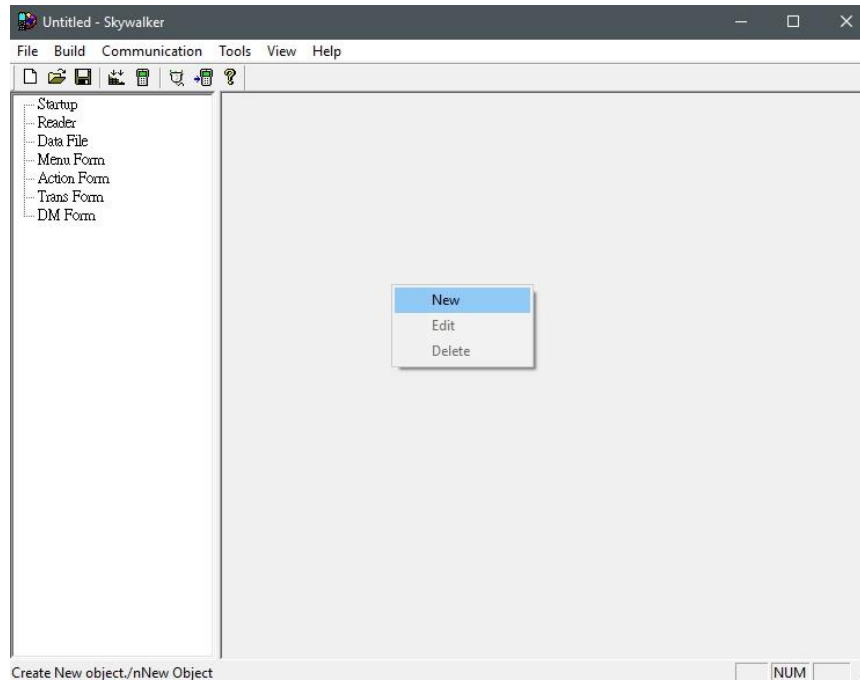 Untitled - Skywalker
File Build Communication Tools View Help
Startup
Reader
Data File
Menu Form
Action Form
Trans Form
DM Form
New
Edit
Delete
Create New object./nNew Object NUM